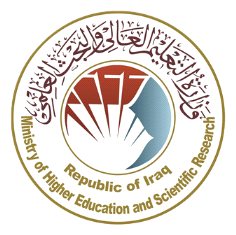 وزارة التعليم العالي والبحث العلمي
Republic of Iraq
Ministry of Higher Education and Scientific Research